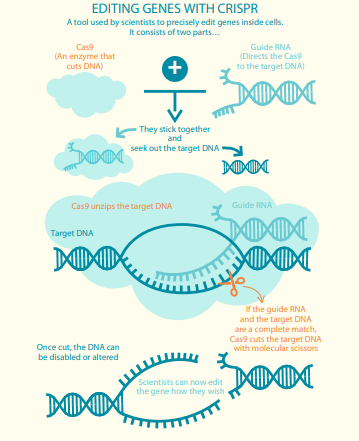 EDITING GENES WITH CRISPR
A tool used by scientists to precisely edit genes inside cells.
It consists of two parts...
Cas9
(An enzyme that
cuts DNA)
+
Guide RNA
(Directs the Cas9
to the target DNA)
They stick together
and
seek out the target DNA
Cas9 unzips the target DNA
Guide RNA
Target DNA
If the guide RNA
and the target DNA
are a complete match,
Cas9 cuts the target DNA
with molecular scissors
Once cut, the DNA can
be disabled or altered
Scientists can now edit
the gene how they wish